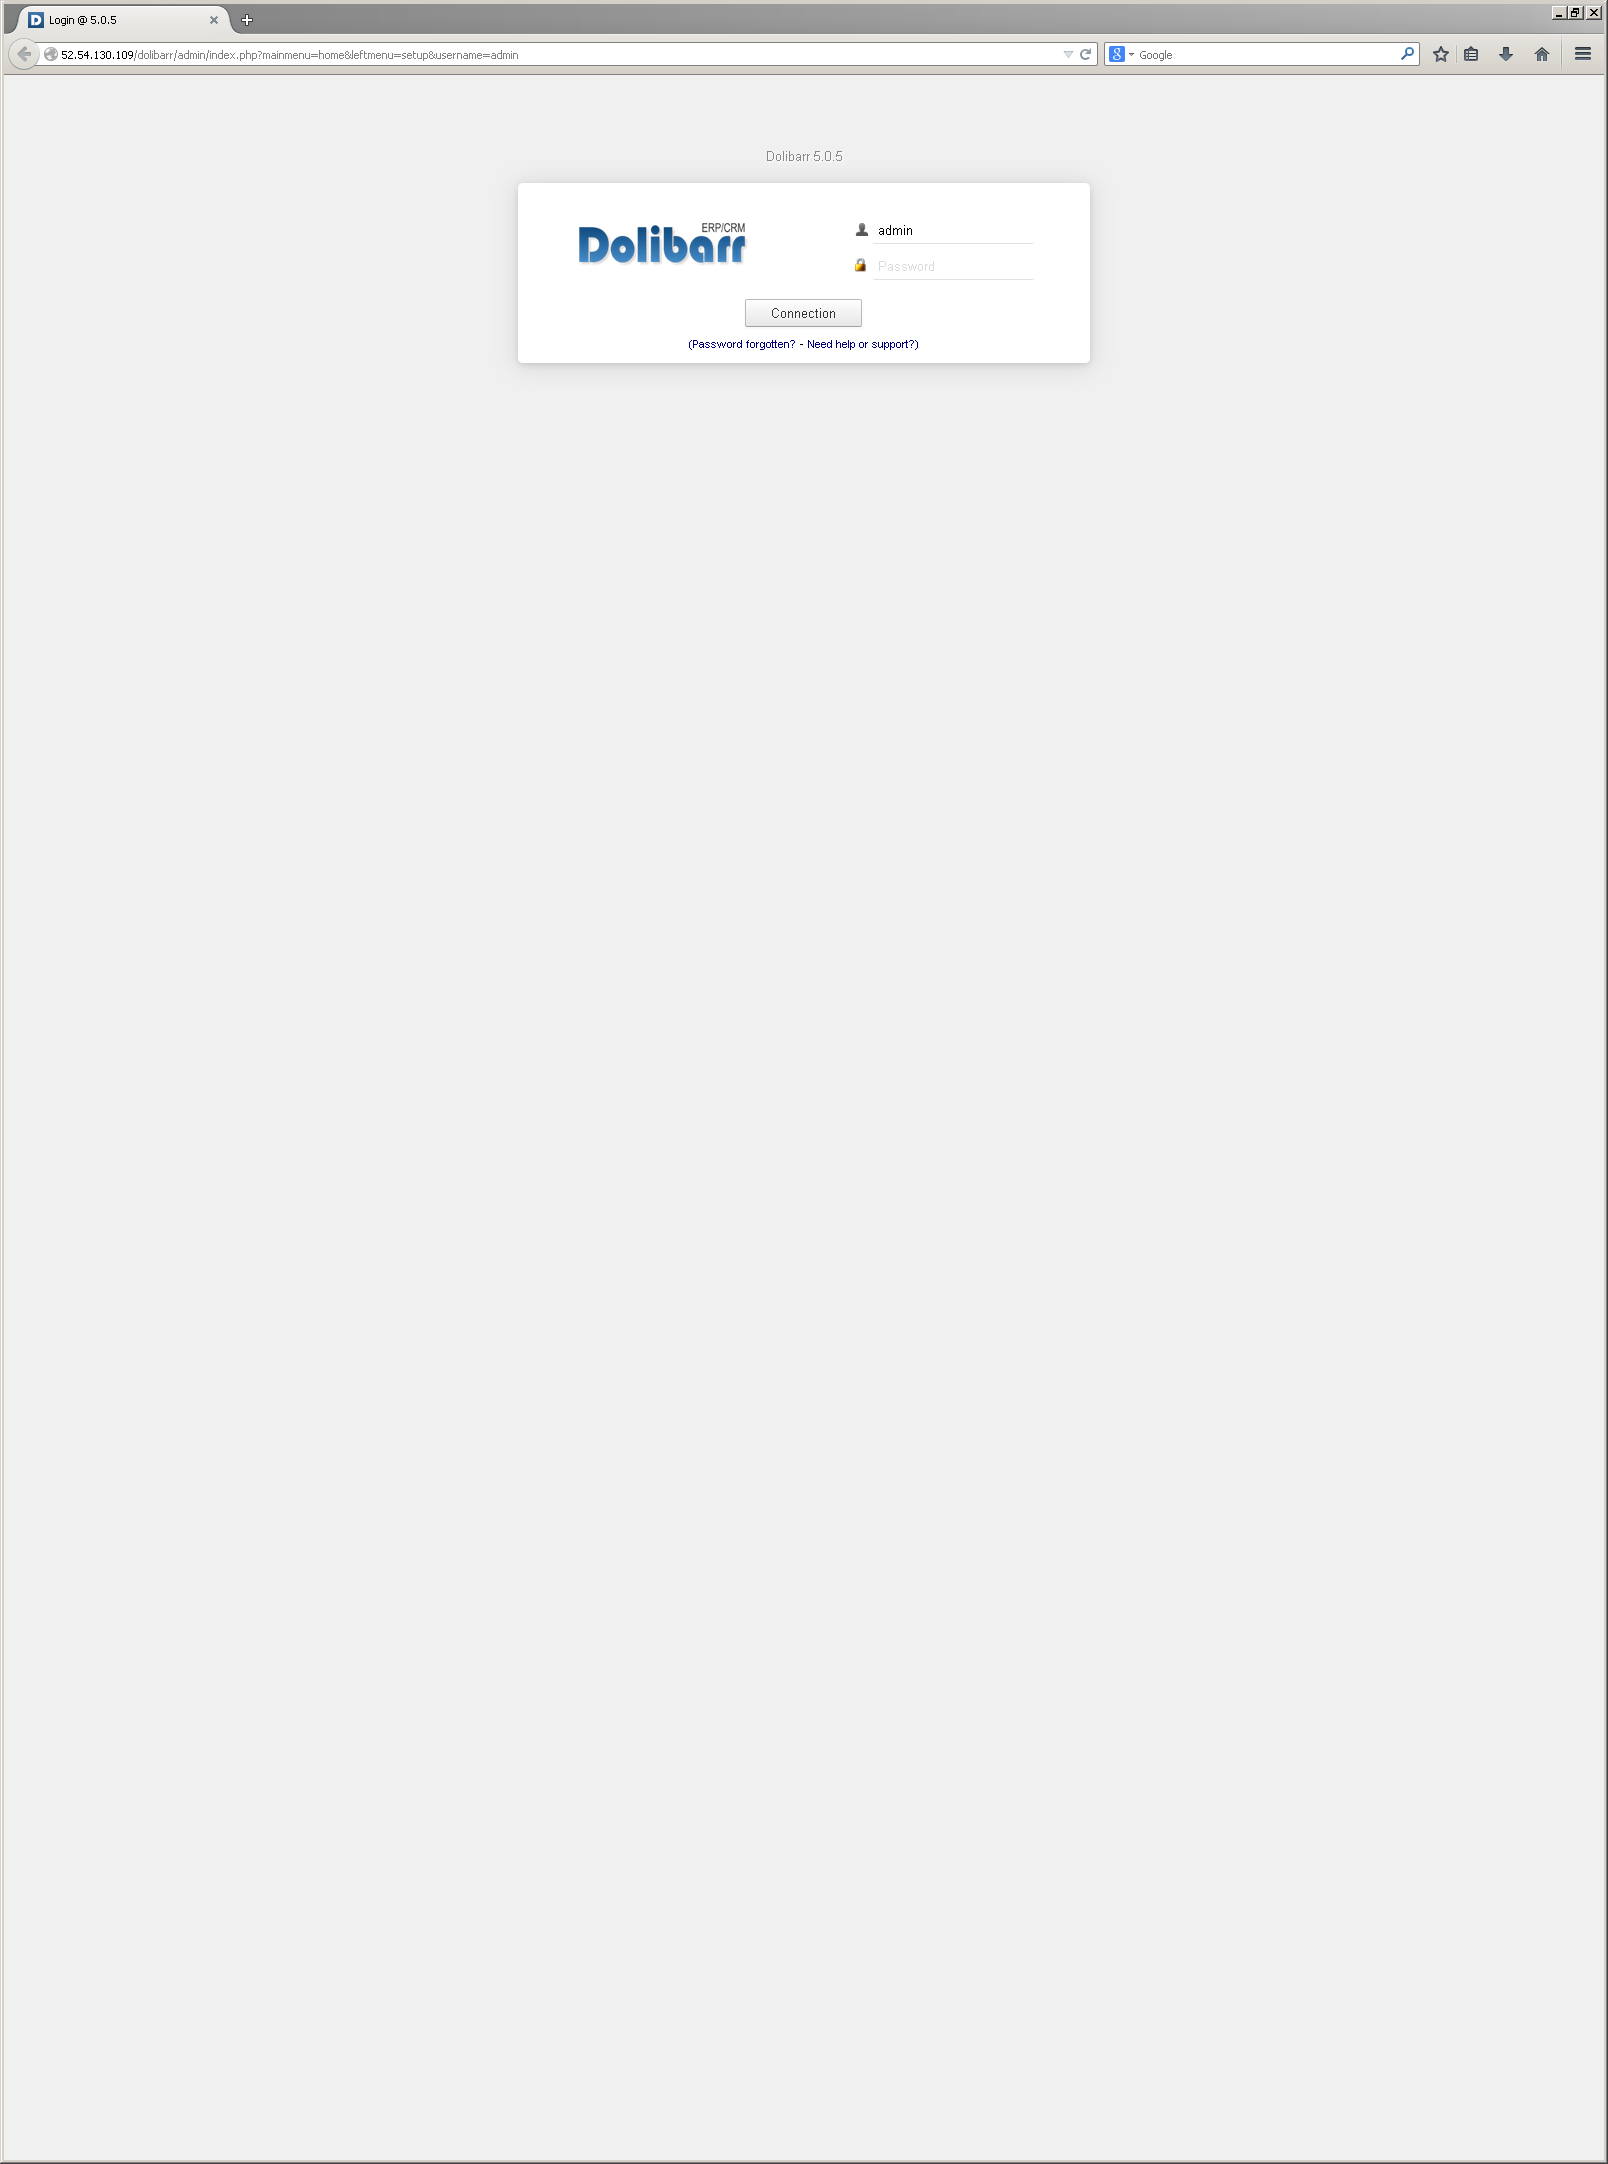 Login @ 5.0.5
52.54.130.109/dolibarr/admin/index.php?mainmenu=home&leftmenu=setup&username=admin
Google
Dolibarr 5.0.5
ERP/CRM
Dolibarr
admin
Password
Connection
(Password forgotten? - Need help or support?)